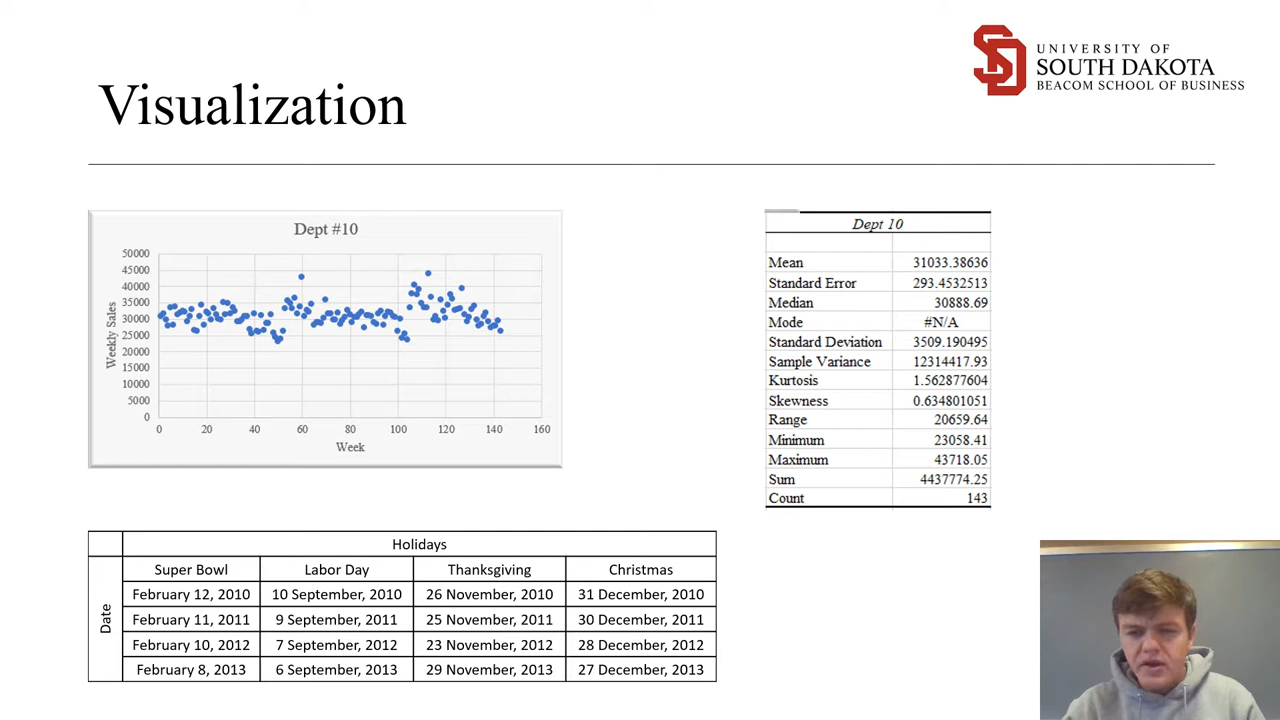 UNIVERSITY OF
SOUTH DAKOTA
BEACOM SCHOOL OF BUSINESS
Visualization
Dept #10
50000
45000
40000
35000
30000
25000
20000
15000
10000
5000
0
Weekly Sales
0 20 40 60 80 100 120 140 160
Week
Dept 10
Mean 31033.38636
Standard Error 293.4532513
Median 30888.69
Mode #N/A
Standard Deviation 3509.190495
Sample Variance 12314417.93
Kurtosis 1.562877604
Skewness 0.634801051
Range 20659.64
Minimum 23058.41
Maximum 43718.05
Sum 4437774.25
Count 143
Holidays
Date
Super Bowl Labor Day Thanksgiving Christmas
February 12, 2010 10 September, 2010 26 November, 2010 31 December, 2010
February 11, 2011 9 September, 2011 25 November, 2011 30 December, 2011
February 10, 2012 7 September, 2012 23 November, 2012 28 December, 2012
February 8, 2013 6 September, 2013 29 November, 2013 27 December, 2013